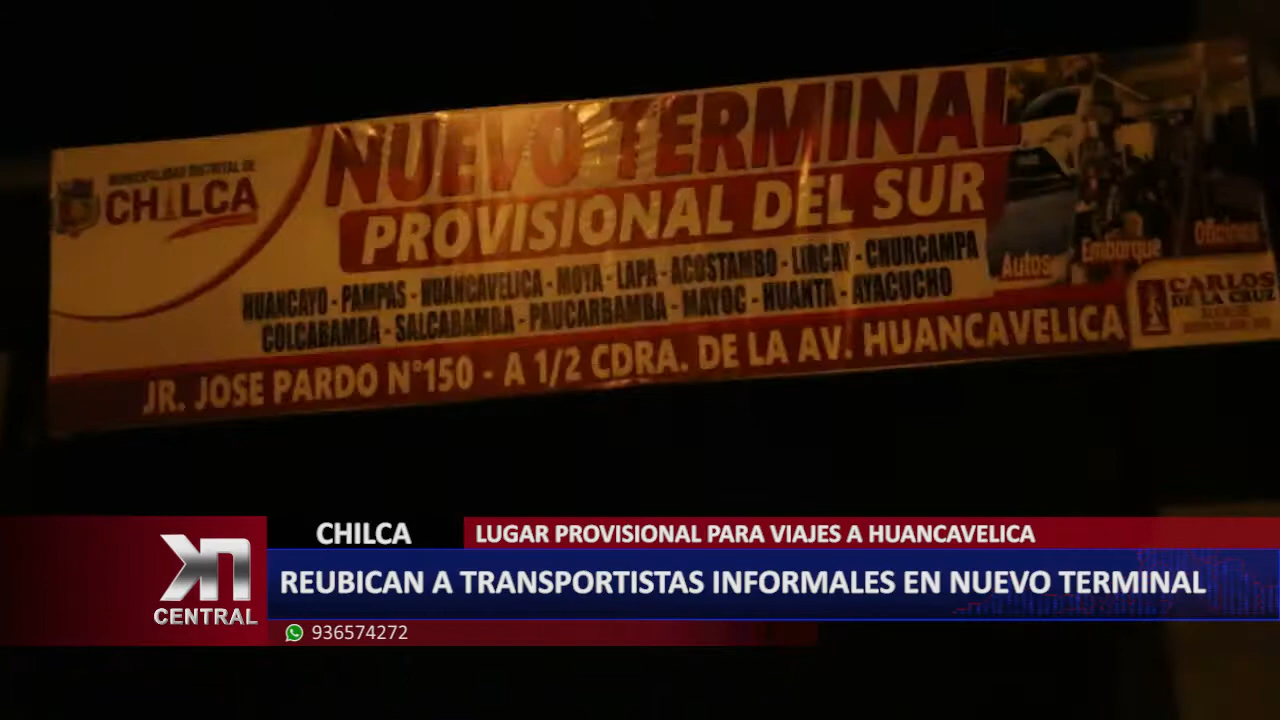 MUNICIPALIDAD DISTRITAL DE
CHILCA
NUEVO TERMINAL
PROVISIONAL DEL SUR
HUANCAYO - PAMPAS - HUANCAVELICA - MOYA - LAPA - ACOSTAMBO - LIRCAY - CHURCAMPA
COLCABAMBA - SALCABAMBA - PAUCARBAMBA - MAYOC - HUANTA - AYACUCHO
JR. JOSE PARDO N°150 - A 1/2 CDRA. DE LA AV. HUANCAVELICA
Autos
Embarque
Oficinas
CARLOS
DE LA CRUZ
CHILCA
LUGAR PROVISIONAL PARA VIAJES A HUANCAVELICA
REUBICAN A TRANSPORTISTAS INFORMALES EN NUEVO TERMINAL
KN
CENTRAL
936574272